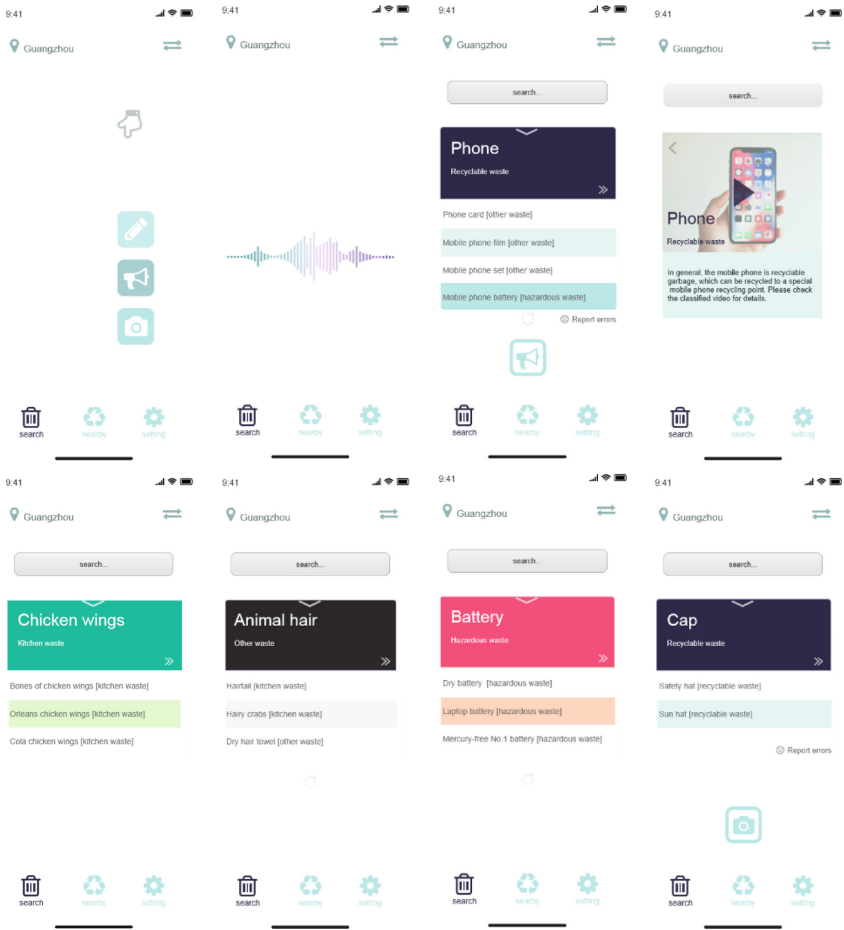 9:41
Guangzhou
search
nearby
setting
9:41
Guangzhou
search
nearby
setting
9:41
Guangzhou
search...
Phone
Recyclable waste
Phone card [other waste]
Mobile phone film [other waste]
Mobile phone set [other waste]
Mobile phone battery [hazardous waste]
Report errors
search
nearby
setting
9:41
Guangzhou
search...
Phone
Recyclable waste
In general, the mobile phone is recyclable
garbage, which can be recycled to a special
mobile phone recycling point. Please check
the classified video for details.
search
nearby
setting
9:41
Guangzhou
search...
Chicken wings
Kitchen waste
Bones of chicken wings [kitchen waste]
Orleans chicken wings [kitchen waste]
Cola chicken wings [kitchen waste]
search
nearby
setting
9:41
Guangzhou
search...
Animal hair
Other waste
Hairtail [kitchen waste]
Hairy crabs [kitchen waste]
Dry hair towel [other waste]
search
nearby
setting
9:41
Guangzhou
search...
Battery
Hazardous waste
Dry battery [hazardous waste]
Laptop battery [hazardous waste]
Mercury-free No.1 battery [hazardous waste]
search
nearby
setting
9:41
Guangzhou
search...
Cap
Recyclable waste
Safety hat [recyclable waste]
Sun hat [recyclable waste]
Report errors
search
nearby
setting